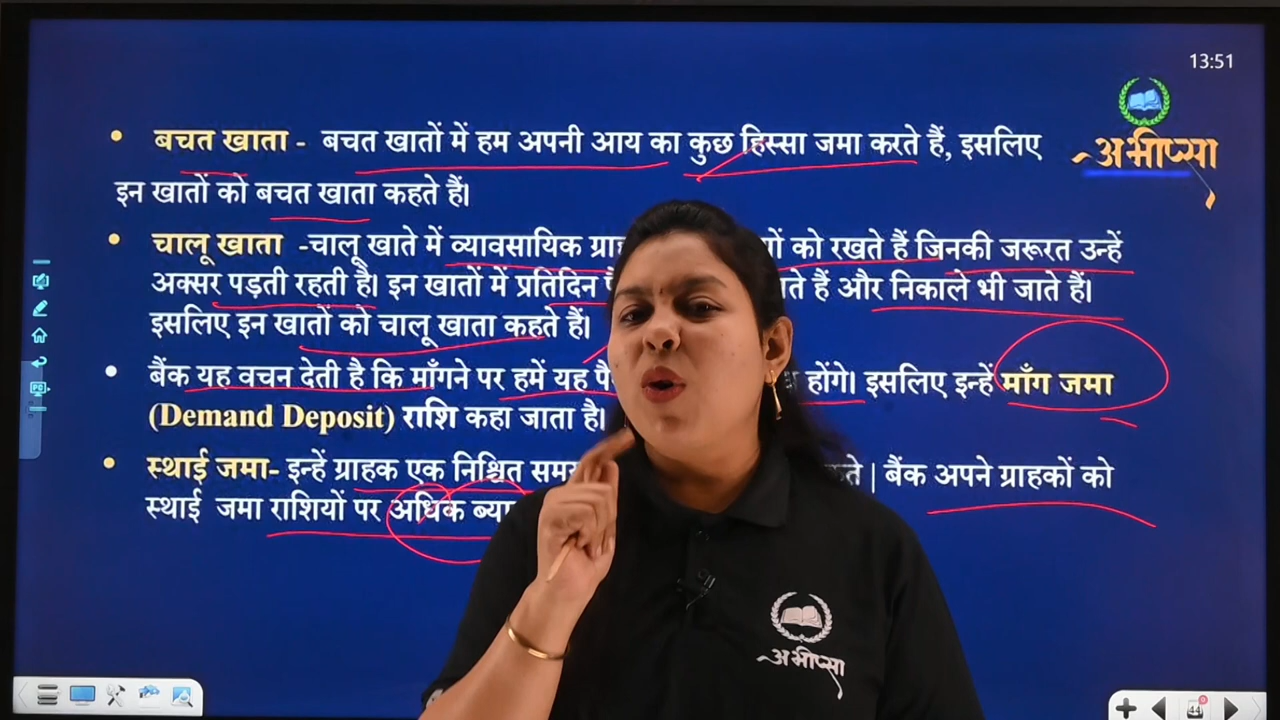 13:51
अभीप्सा
• बचत खाता - बचत खातों में हम अपनी आय का कुछ हिस्सा जमा करते हैं, इसलिए
इन खातों को बचत खाता कहते हैं।
• चालू खाता -चालू खाते में व्यावसायिक को रखते हैं जिनकी जरूरत उन्हें
अक्सर पड़ती रहती है। इन खातों में प्रतिदिन हैं और निकाले भी जाते हैं।
इसलिए इन खातों को चालू खाता कहते हैं।
• बैंक यह वचन देती है कि माँगने पर हमें यह होंगे। इसलिए इन्हें माँग जमा
(Demand Deposit) राशि कहा जाता है।
• स्थाई जमा- इन्हें ग्राहक एक निश्चित | बैंक अपने ग्राहकों को
स्थाई जमा राशियों पर अधिक
अभीप्सा
44